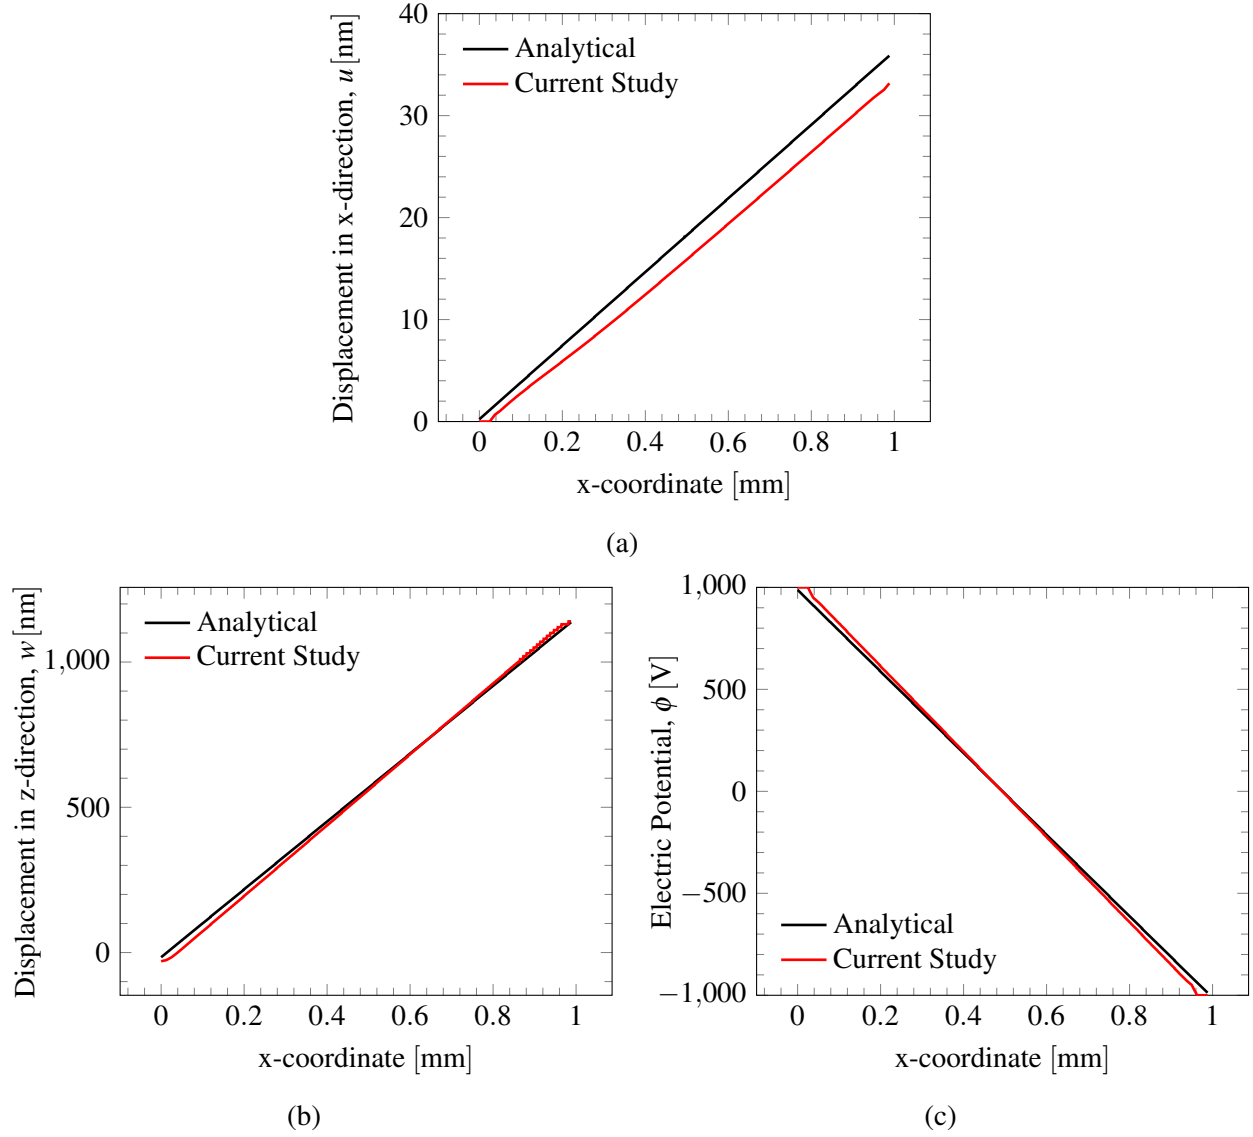 40
30
20
10
0
Displacement in x-direction, u [nm]
Analytical
Current Study
0 0.2 0.4 0.6 0.8 1
x-coordinate [mm]
(a)
1,000
500
0
Displacement in z-direction, w [nm]
Analytical
Current Study
0 0.2 0.4 0.6 0.8 1
x-coordinate [mm]
(b)
1,000
500
0
−500
−1,000
Electric Potential, ϕ [V]
Analytical
Current Study
0 0.2 0.4 0.6 0.8 1
x-coordinate [mm]
(c)